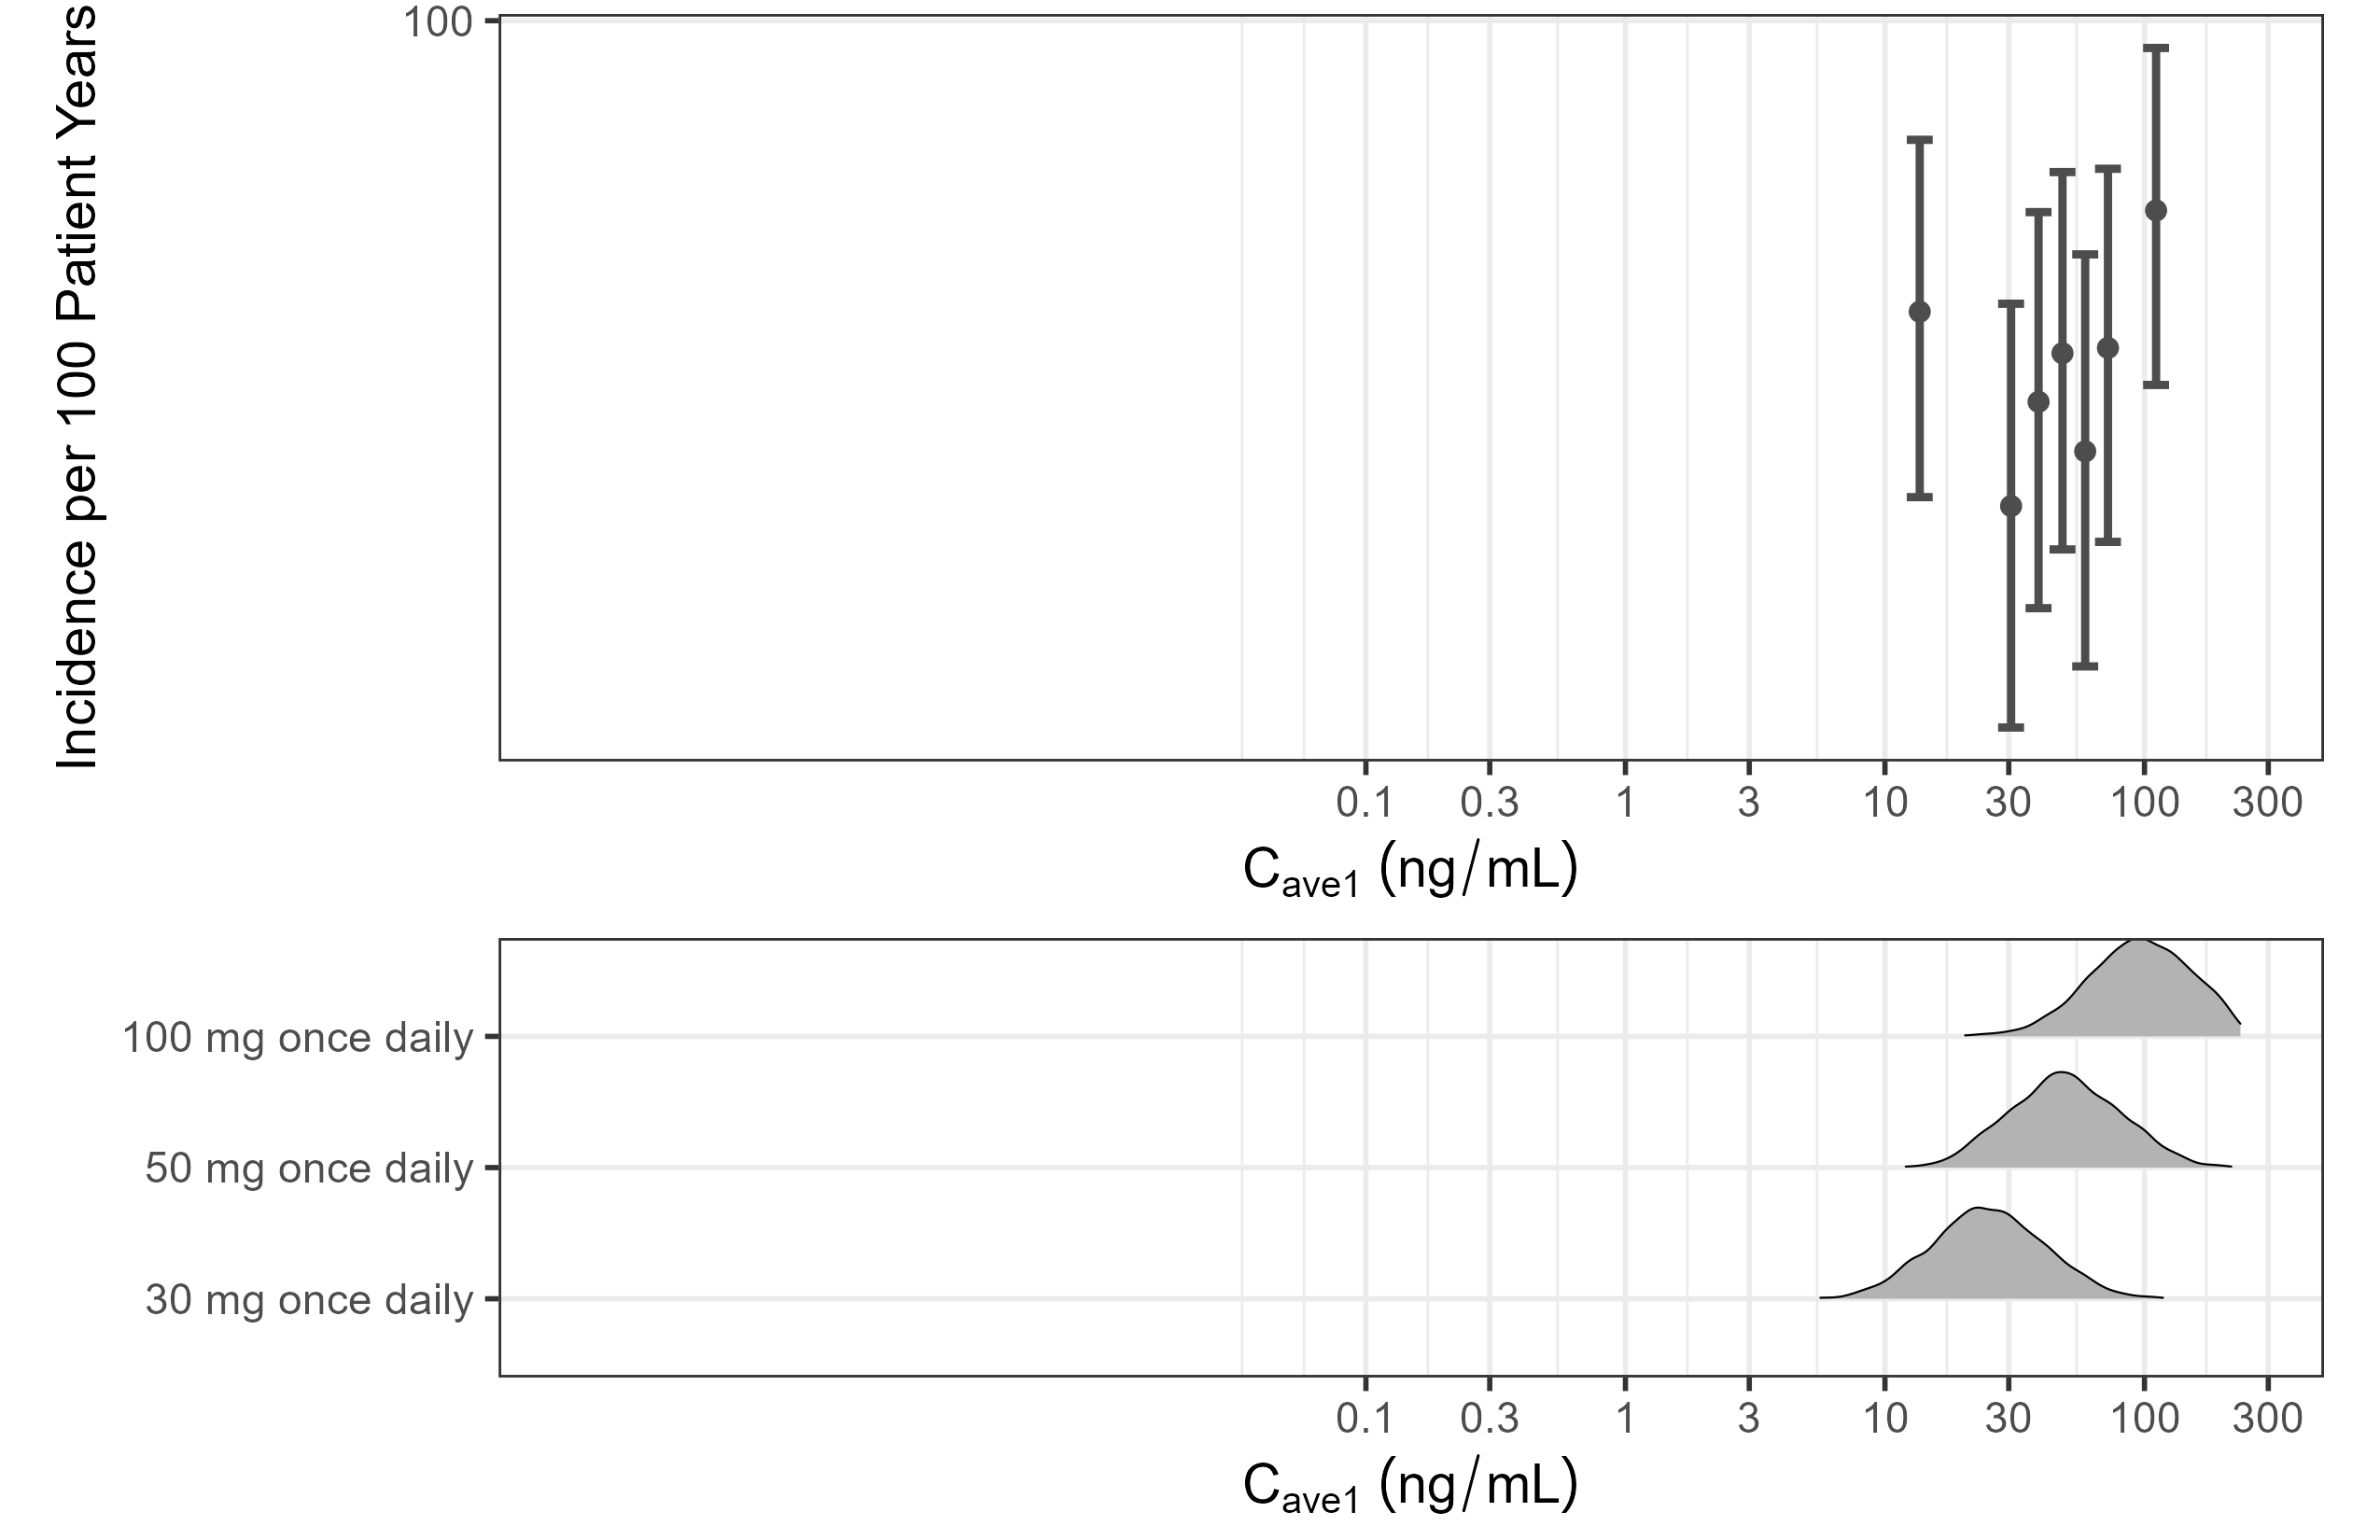 Incidence per 100 Patient Years
100
0.1 0.3 1 3 10 30 100 300
Cave1 (ng/mL)
100 mg once daily
50 mg once daily
30 mg once daily
0.1 0.3 1 3 10 30 100 300
Cave1 (ng/mL)